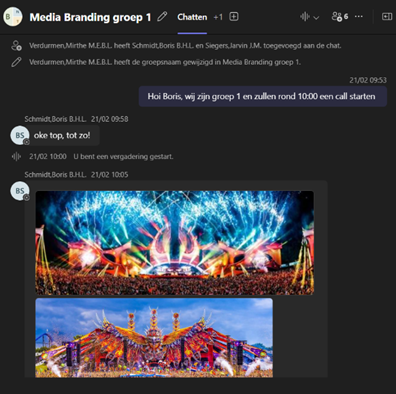 Media Branding groep 1 Chatten +1 6
Verdurmen,Mirthe M.E.B.L. heeft Schmidt,Boris B.H.L. en Siegers,Jarvin J.M. toegevoegd aan de chat.
Verdurmen,Mirthe M.E.B.L. heeft de groepsnaam gewijzigd in Media Branding groep 1.
21/02 09:53
Hoi Boris, wij zijn groep 1 en zullen rond 10:00 een call starten
Schmidt,Boris B.H.L. 21/02 09:58
BS
oke top, tot zo!
21/02 10:00 U bent een vergadering gestart.
Schmidt,Boris B.H.L. 21/02 10:05
BS